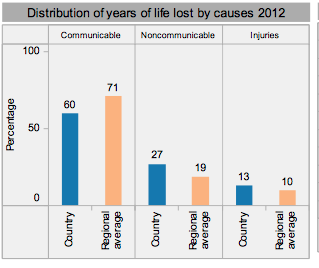 Distribution of years of life lost by causes 2012
Communicable
Noncommunicable
Injuries
Percentage
100
50
0
60
71
27
19
13
10
Country
Regional
average
Country
Regional
average
Country
Regional
average